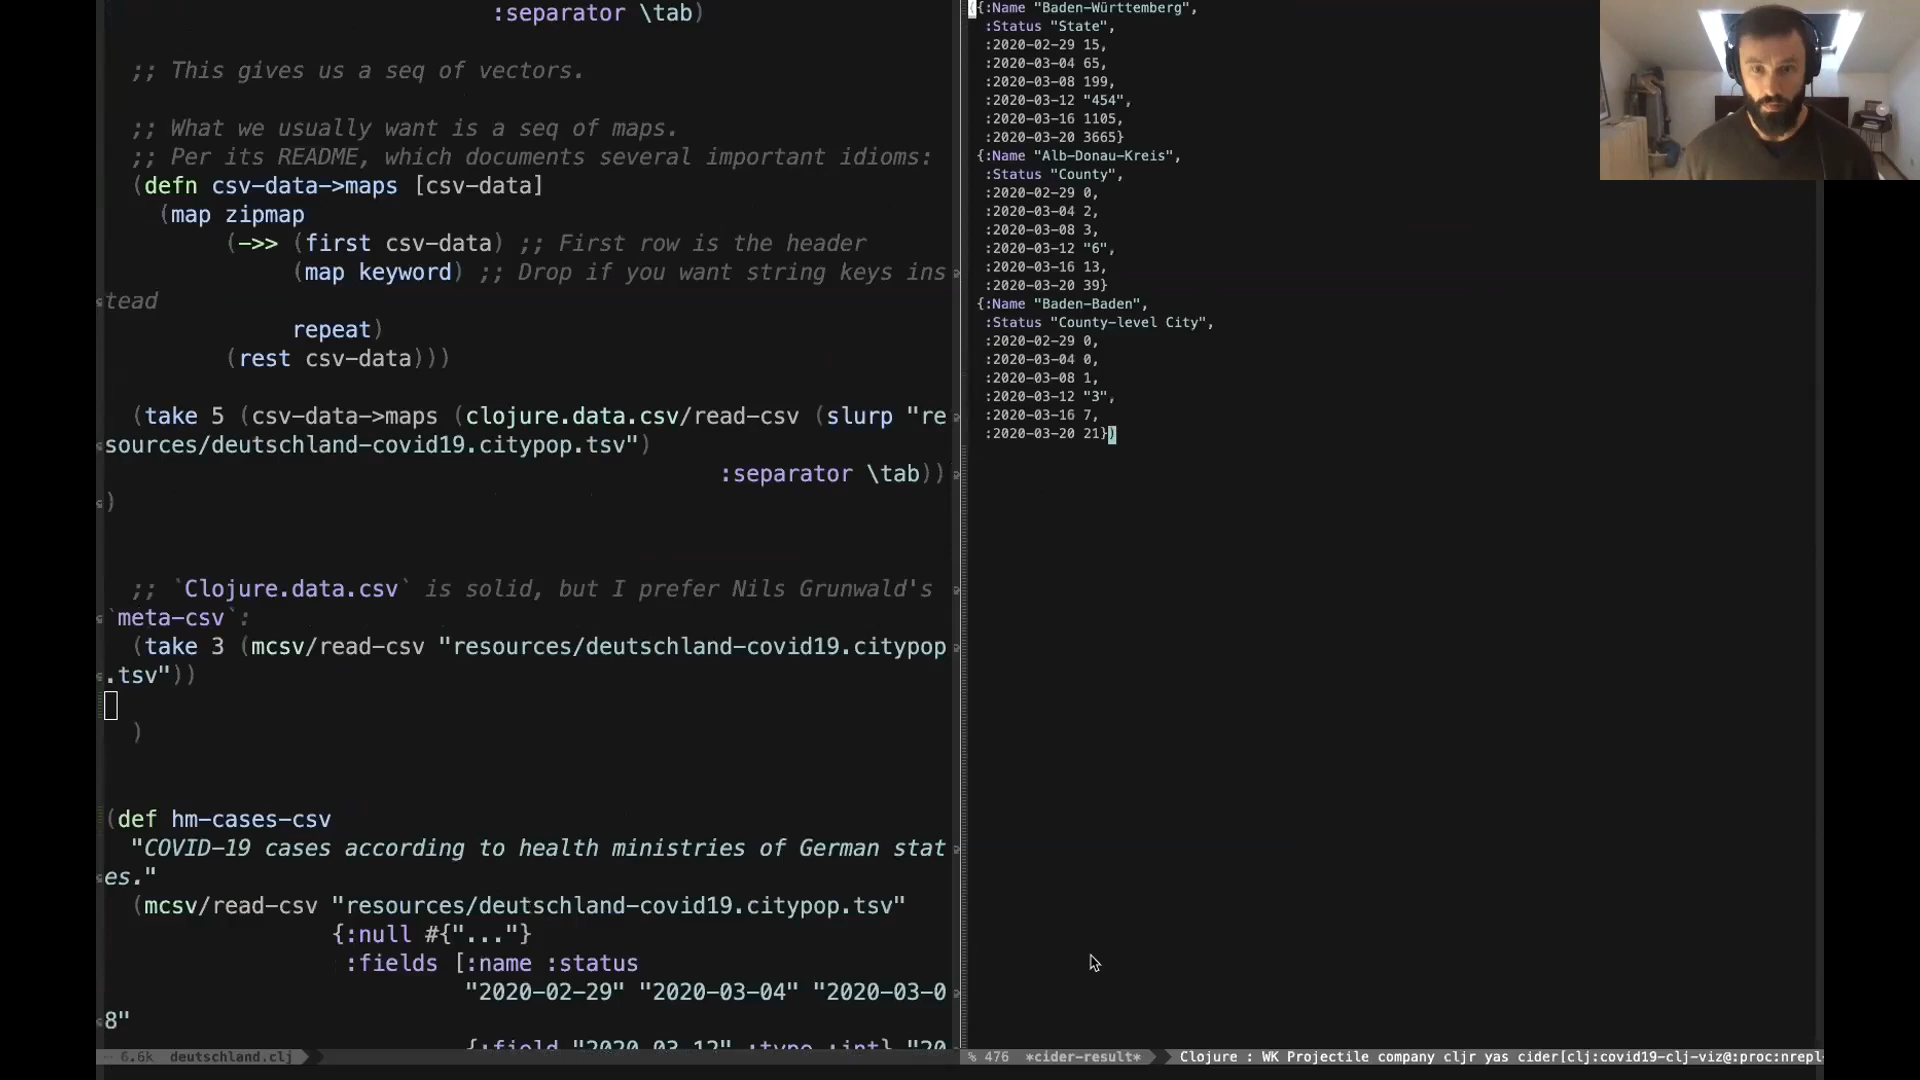 :separator \tab)
;; This gives us a seq of vectors.
;; What we usually want is a seq of maps.
;; Per its README, which documents several important idioms:
(defn csv-data->maps [csv-data]
(map zipmap
(->> (first csv-data) ;; First row is the header
(map keyword) ;; Drop if you want string keys ins
tead
repeat)
(rest csv-data)))
(take 5 (csv-data->maps (clojure.data.csv/read-csv (slurp "re
sources/deutschland-covid19.citypop.tsv")
:separator \tab))
)
;; `Clojure.data.csv` is solid, but I prefer Nils Grunwald's
`meta-csv`:
(take 3 (mcsv/read-csv "resources/deutschland-covid19.citypop
.tsv"))
)
(def hm-cases-csv
"COVID-19 cases according to health ministries of German stat
es."
(mcsv/read-csv "resources/deutschland-covid19.citypop.tsv"
{:null #{"..."}
:fields [:name :status
"2020-02-29" "2020-03-04" "2020-03-0
8"
{:field "2020-03-12" :type :int} "20
6.6k deutschland.clj
({:Name "Baden-Württemberg",
:Status "State",
:2020-02-29 15,
:2020-03-04 65,
:2020-03-08 199,
:2020-03-12 "454",
:2020-03-16 1105,
:2020-03-20 3665}
{:Name "Alb-Donau-Kreis",
:Status "County",
:2020-02-29 0,
:2020-03-04 2,
:2020-03-08 3,
:2020-03-12 "6",
:2020-03-16 13,
:2020-03-20 39}
{:Name "Baden-Baden",
:Status "County-level City",
:2020-02-29 0,
:2020-03-04 0,
:2020-03-08 1,
:2020-03-12 "3",
:2020-03-16 7,
:2020-03-20 21})
% 476 *cider-result* Clojure : WK Projectile company cljr yas cider[clj:covid19-clj-viz@:proc:nrepl-